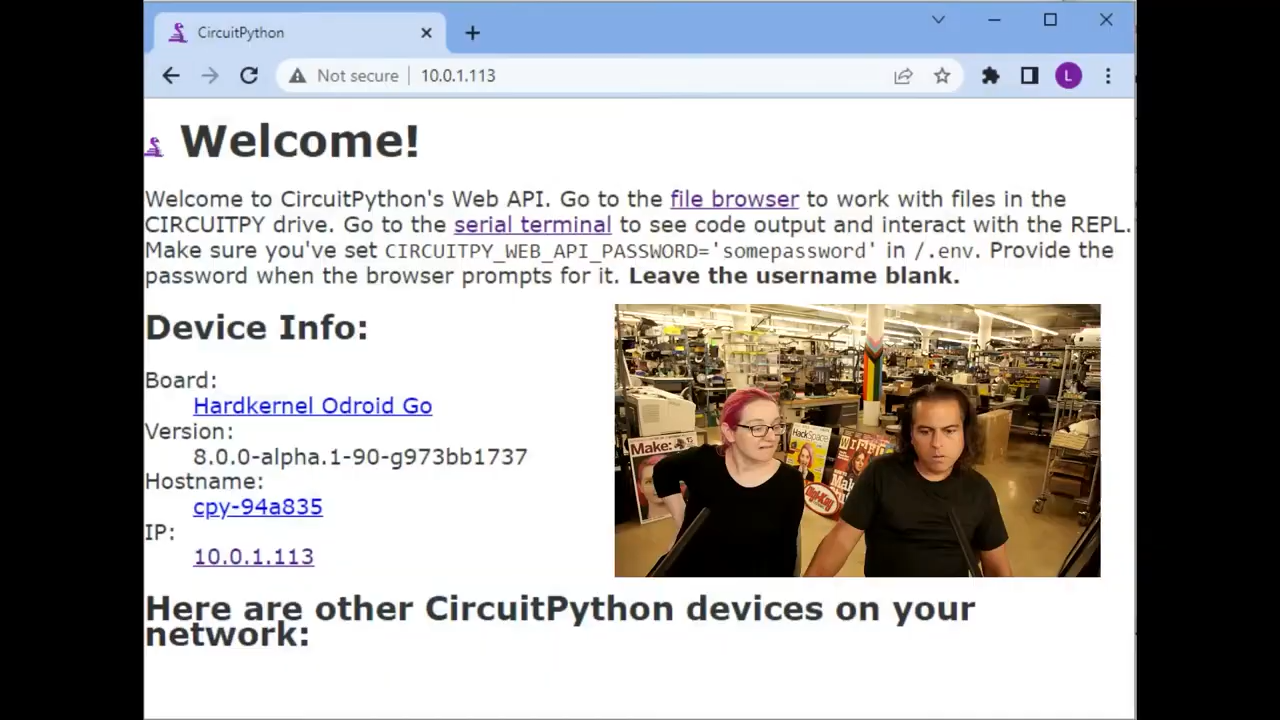 CircuitPython
Not secure
10.0.1.113
L
Welcome!
Welcome to CircuitPython's Web API. Go to the file browser to work with files in the
CIRCUITPY drive. Go to the serial terminal to see code output and interact with the REPL.
Make sure you've set CIRCUITPY_WEB_API_PASSWORD='somepassword' in /.env. Provide the
password when the browser prompts for it. Leave the username blank.
Device Info:
Board:
Hardkernel Odroid Go
Version:
8.0.0-alpha.1-90-g973bb1737
Hostname:
cpy-94a835
IP:
10.0.1.113
Make:
HackSpace
WIRED
Digi-Key
Here are other CircuitPython devices on your
network: